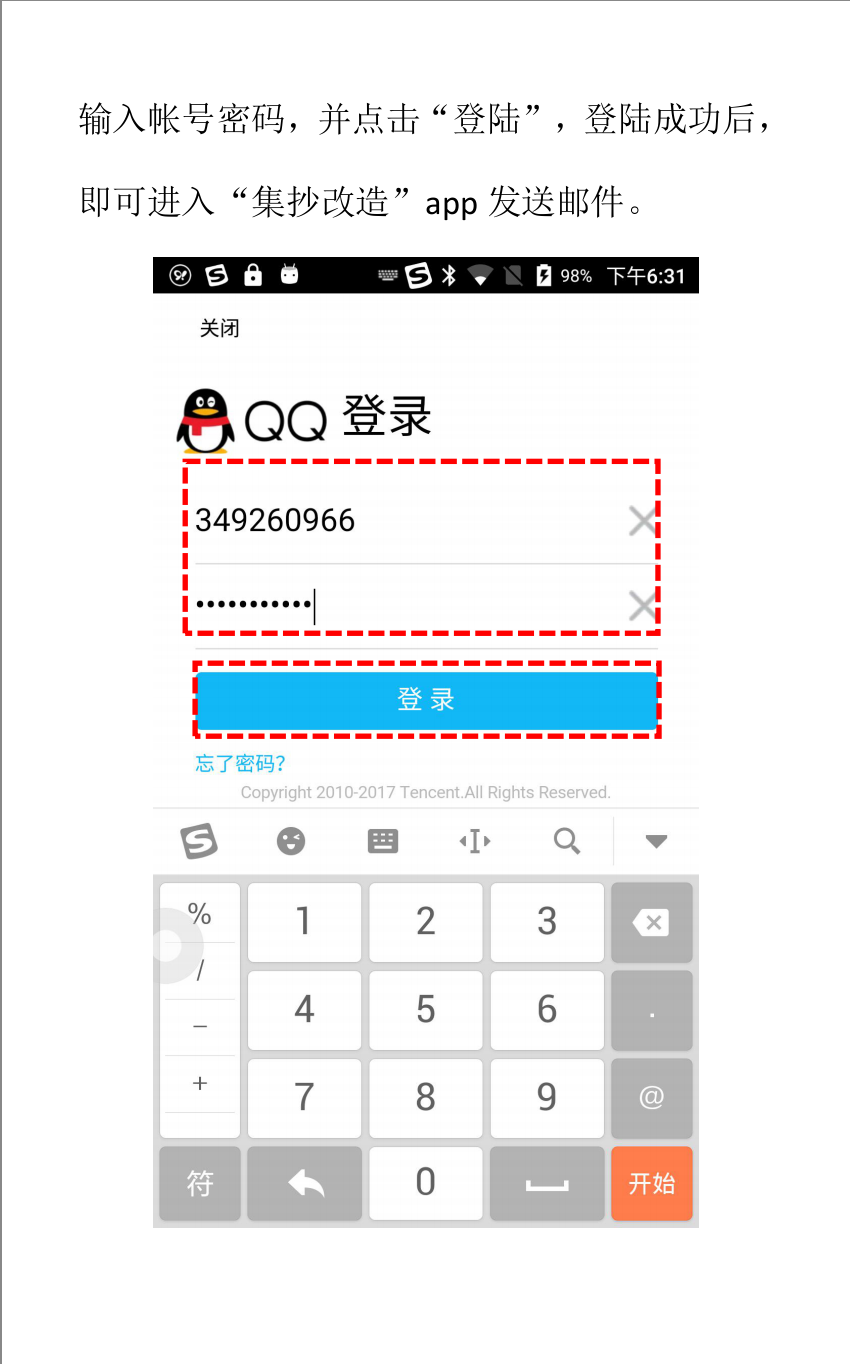 输入帐号密码，并点击“登陆”，登陆成功后，
即可进入“集抄改造”app 发送邮件。
98% 下午6:31
关闭
QQ 登录
349260966
•••••••••••
登 录
忘了密码?
Copyright 2010-2017 Tencent.All Rights Reserved.
% 1 2 3
/
4 5 6 .
−
+
7 8 9 @
符 0 开始